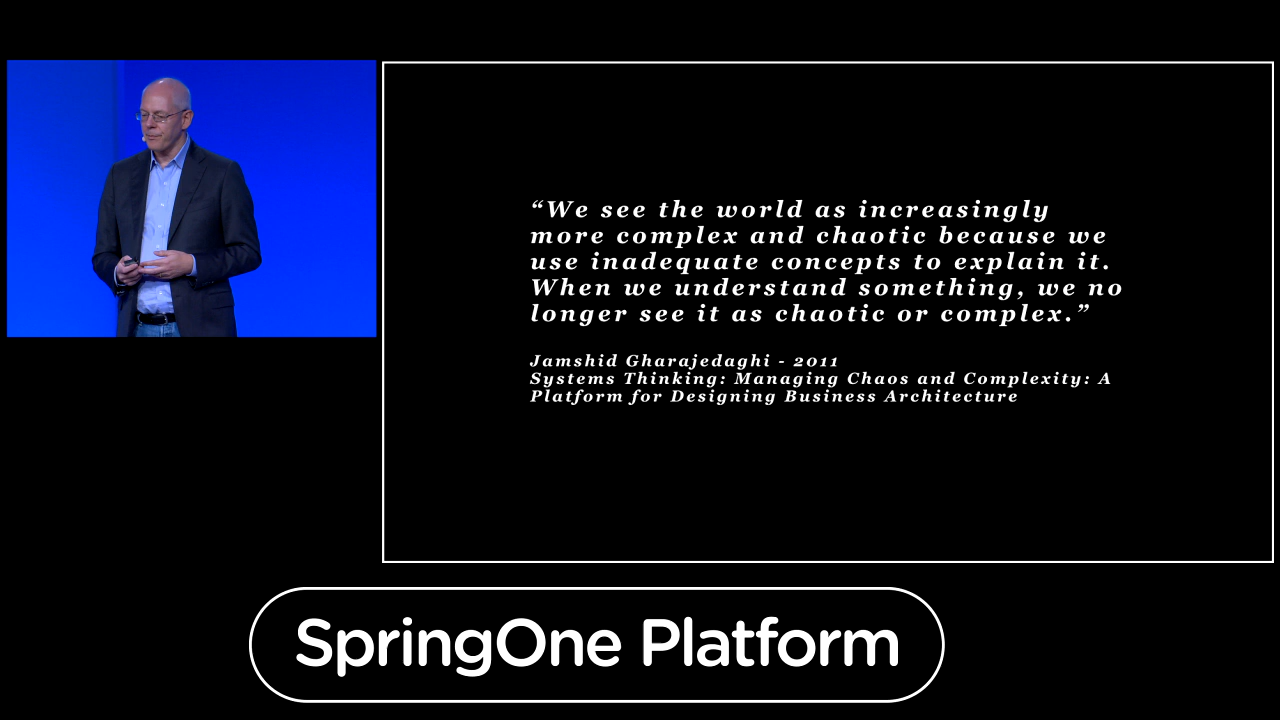 “We see the world as increasingly
more complex and chaotic because we
use inadequate concepts to explain it.
When we understand something, we no
longer see it as chaotic or complex.”
Jamshid Gharajedaghi - 2011
Systems Thinking: Managing Chaos and Complexity: A
Platform for Designing Business Architecture
SpringOne Platform